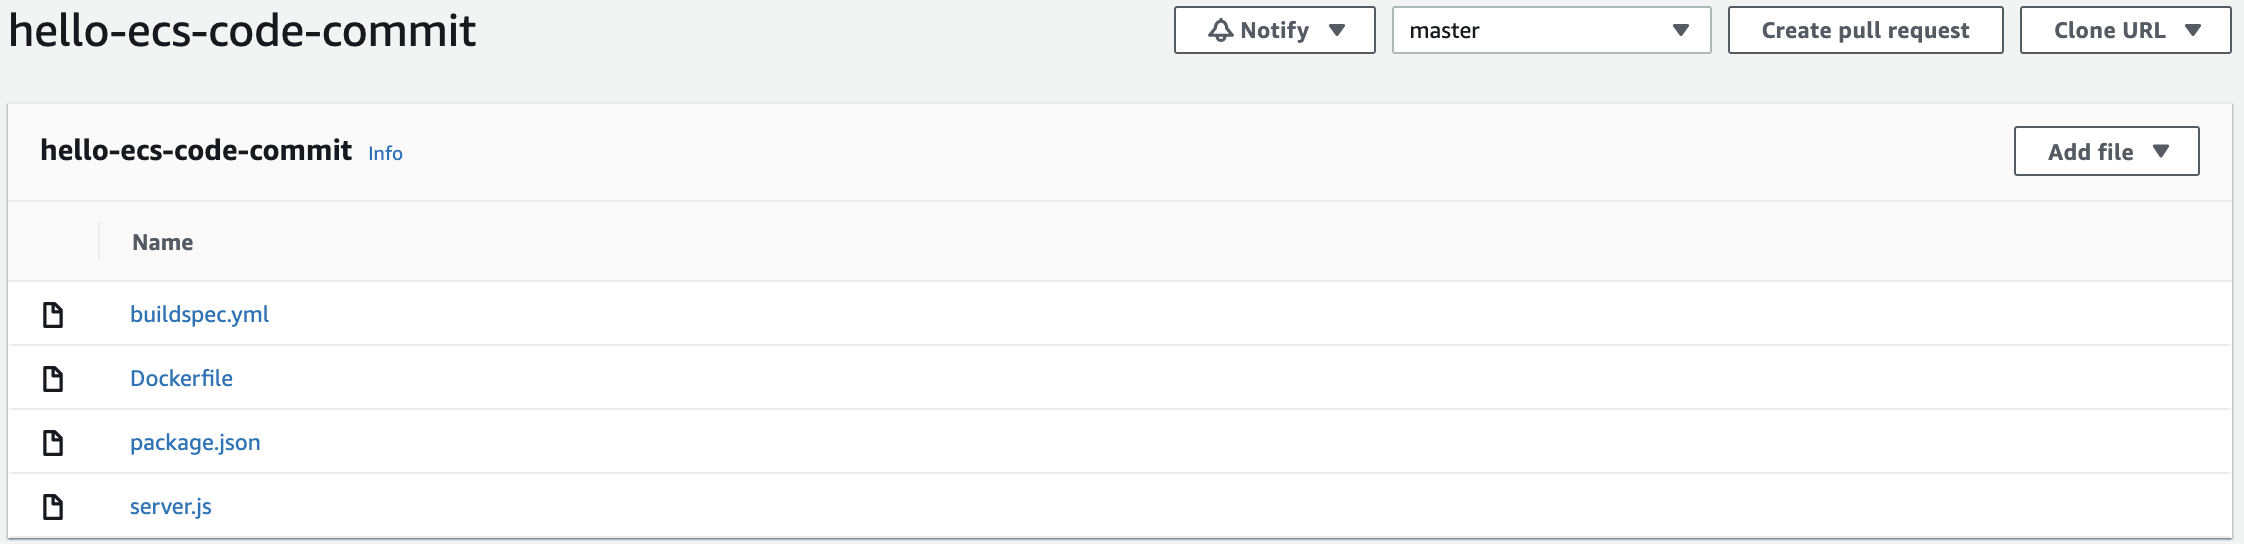 hello-ecs-code-commit
Notify master Create pull request Clone URL
hello-ecs-code-commit Info Add file
Name
buildspec.yml
Dockerfile
package.json
server.js